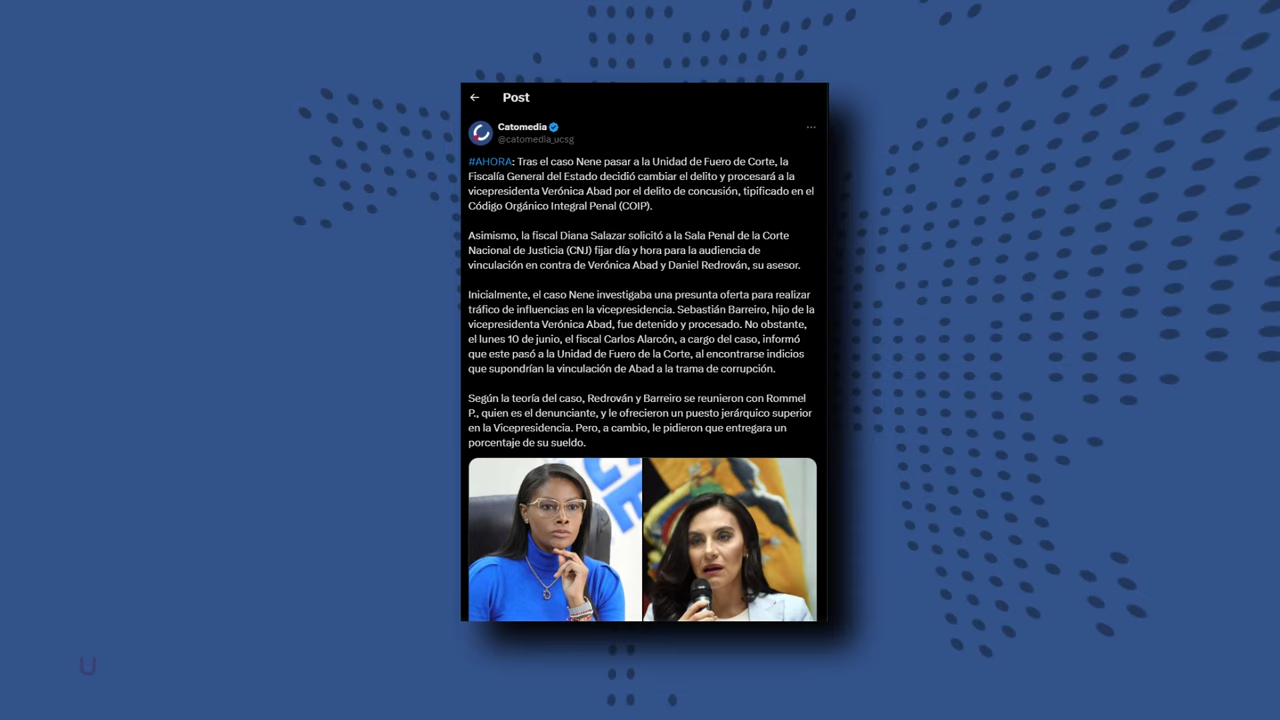 Post
Catomedia
@catomedia_ucsg
#AHORA: Tras el caso Nene pasar a la Unidad de Fuero de Corte, la
Fiscalía General del Estado decidió cambiar el delito y procesará a la
vicepresidenta Verónica Abad por el delito de concusión, tipificado en el
Código Orgánico Integral Penal (COIP).
Asimismo, la fiscal Diana Salazar solicitó a la Sala Penal de la Corte
Nacional de Justicia (CNJ) fijar día y hora para la audiencia de
vinculación en contra de Verónica Abad y Daniel Redrován, su asesor.
Inicialmente, el caso Nene investigaba una presunta oferta para realizar
tráfico de influencias en la vicepresidencia. Sebastián Barreiro, hijo de la
vicepresidenta Verónica Abad, fue detenido y procesado. No obstante,
el lunes 10 de junio, el fiscal Carlos Alarcón, a cargo del caso, informó
que este pasó a la Unidad de Fuero de la Corte, al encontrarse indicios
que supondrían la vinculación de Abad a la trama de corrupción.
Según la teoría del caso, Redrován y Barreiro se reunieron con Rommel
P., quien es el denunciante, y le ofrecieron un puesto jerárquico superior
en la Vicepresidencia. Pero, a cambio, le pidieron que entregara un
porcentaje de su sueldo.
U